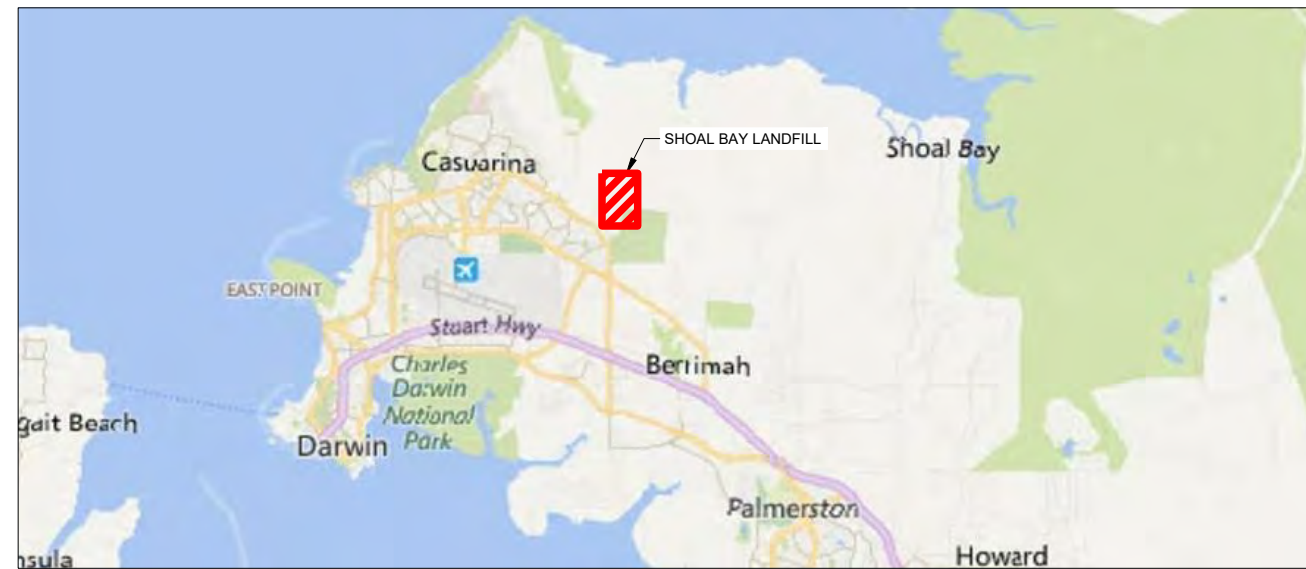 SHOAL BAY LANDFILL
Shoal Bay
Casuarina
EAST POINT
Stuart Hwy
Charles
Darwin
National
Park
Berrimah
gait Beach
Darwin
Palmerston
nsula
Howard